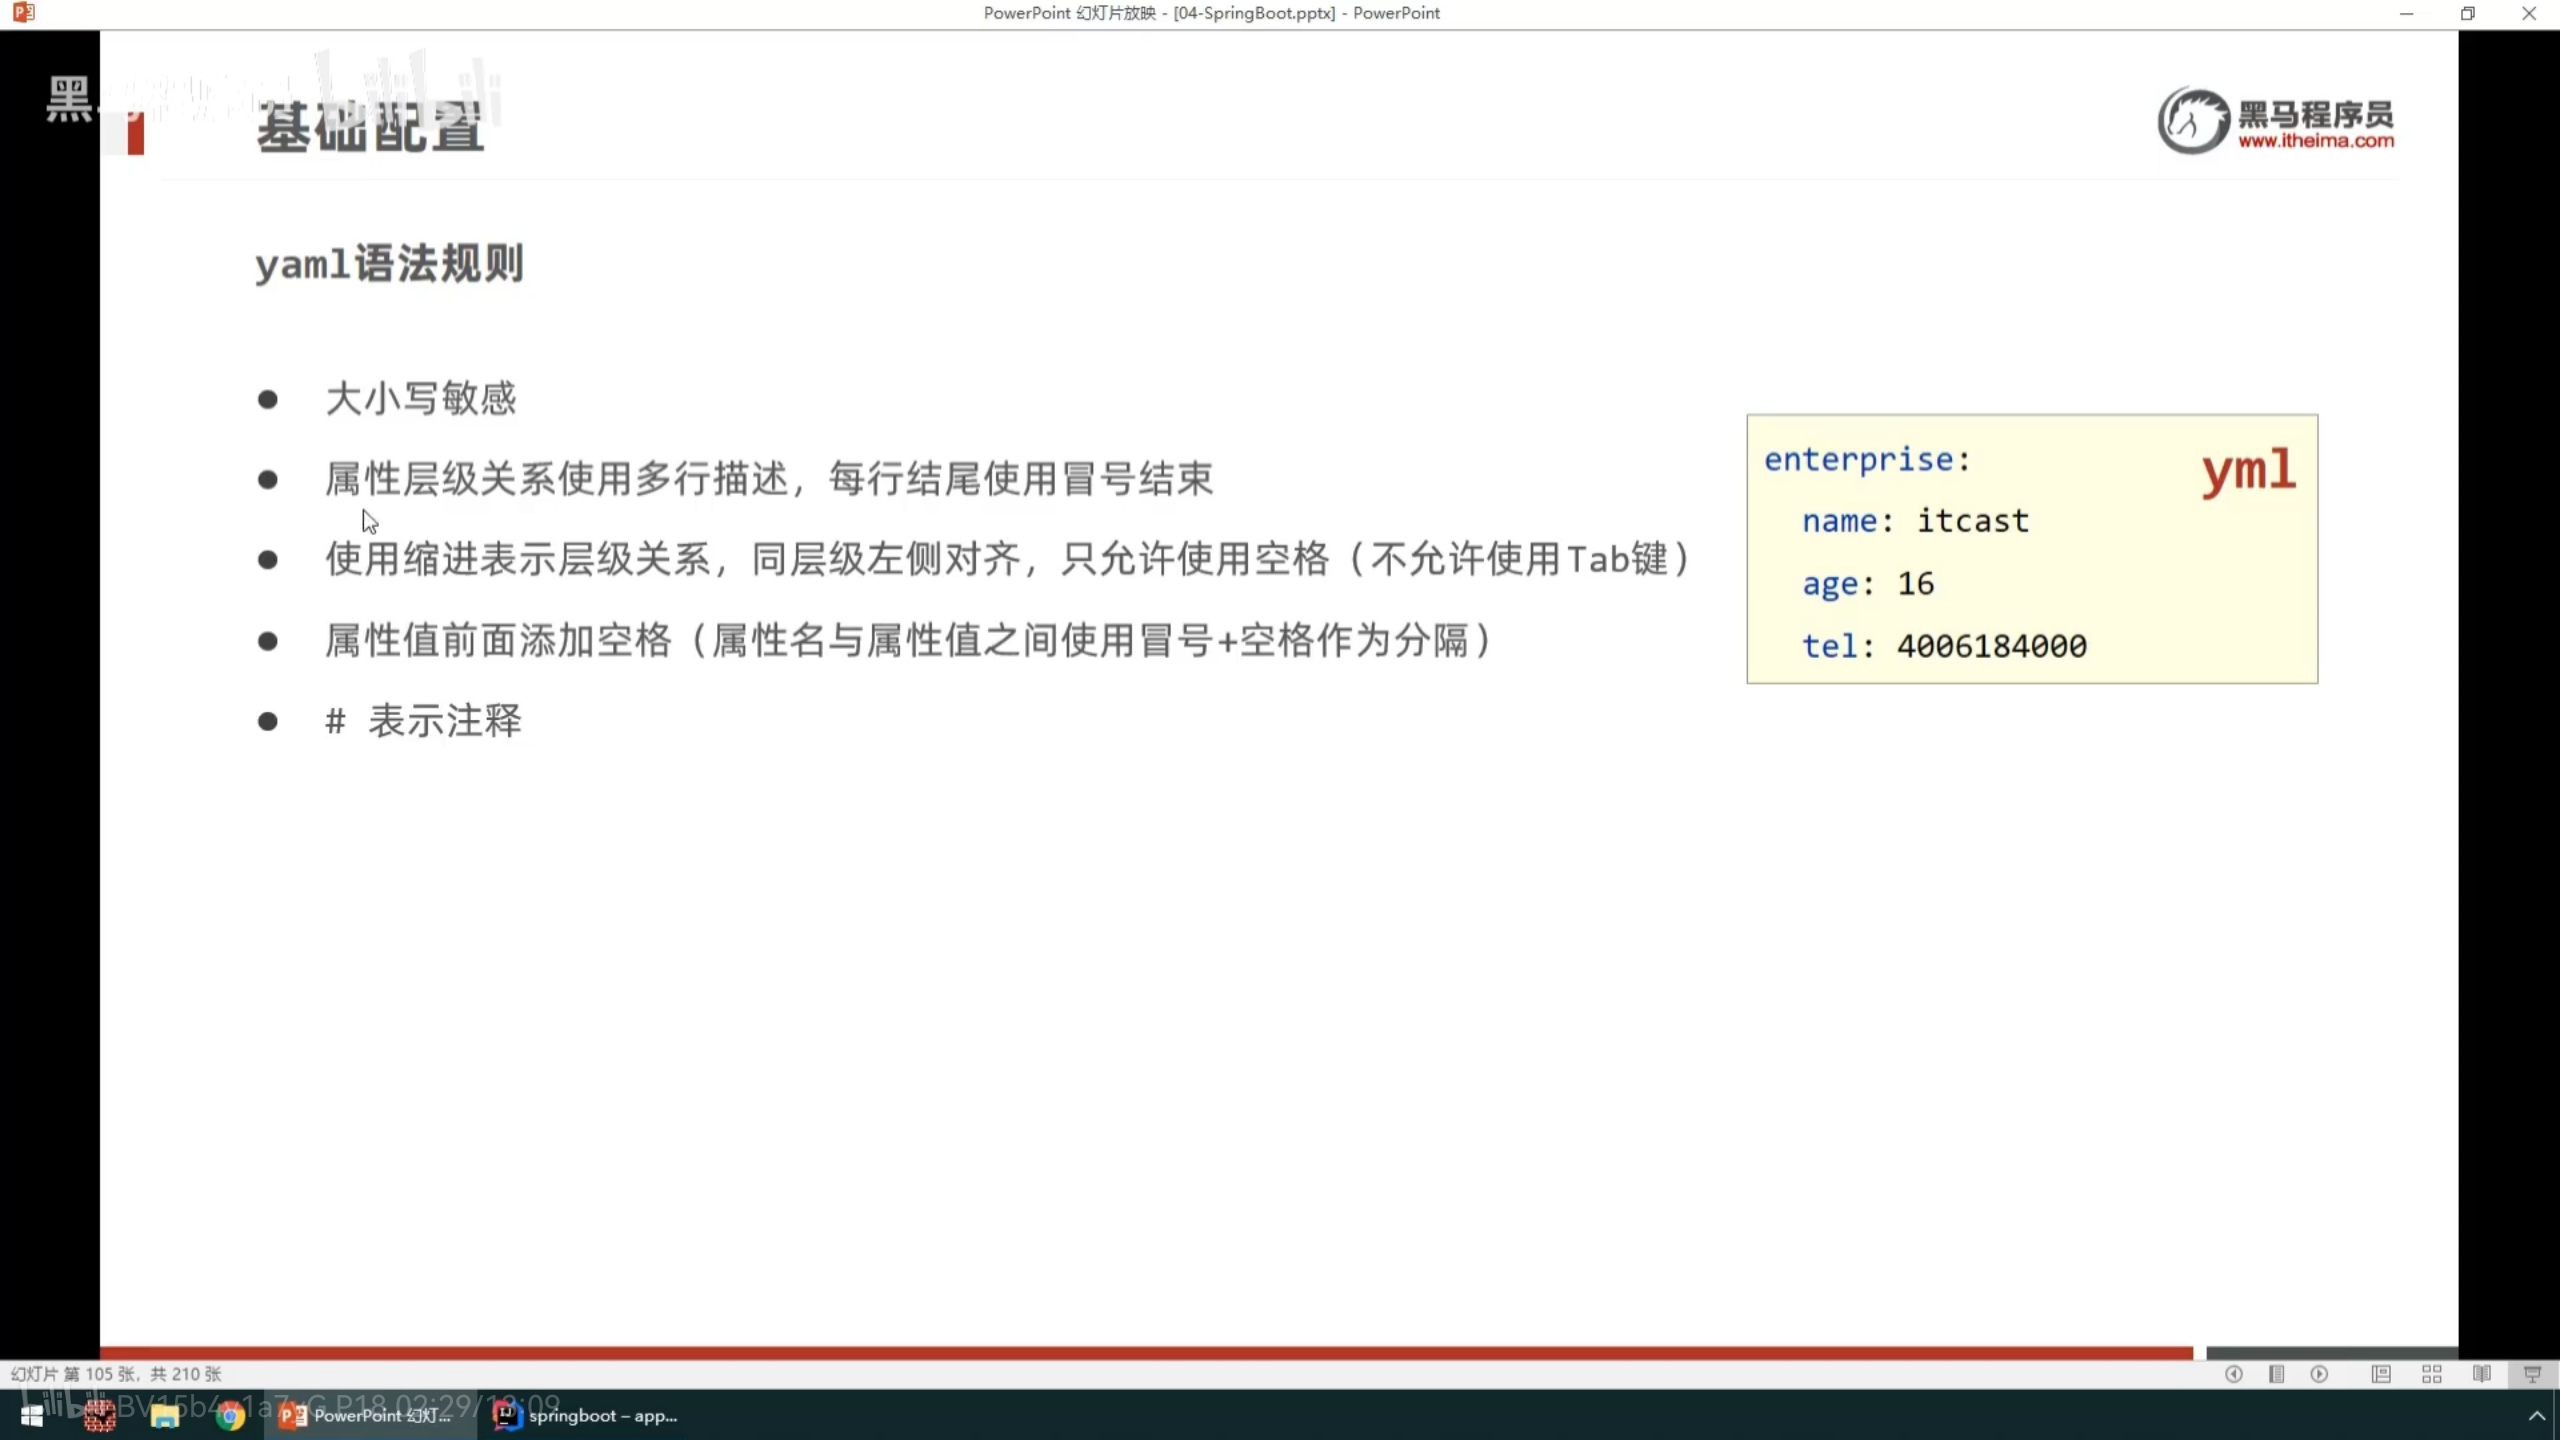 PowerPoint 幻灯片放映 - [04-SpringBoot.pptx] - PowerPoint
黑
bilibili
基础配置
黑马程序员
www.itheima.com
yaml语法规则
● 大小写敏感
● 属性层级关系使用多行描述，每行结尾使用冒号结束
● 使用缩进表示层级关系，同层级左侧对齐，只允许使用空格（不允许使用Tab键）
● 属性值前面添加空格（属性名与属性值之间使用冒号+空格作为分隔）
● # 表示注释
enterprise:
yml
name: itcast
age: 16
tel: 4006184000
幻灯片 第 105 张，共 210 张
P18 02:29/13:09
PowerPoint 幻灯...
springboot – app...